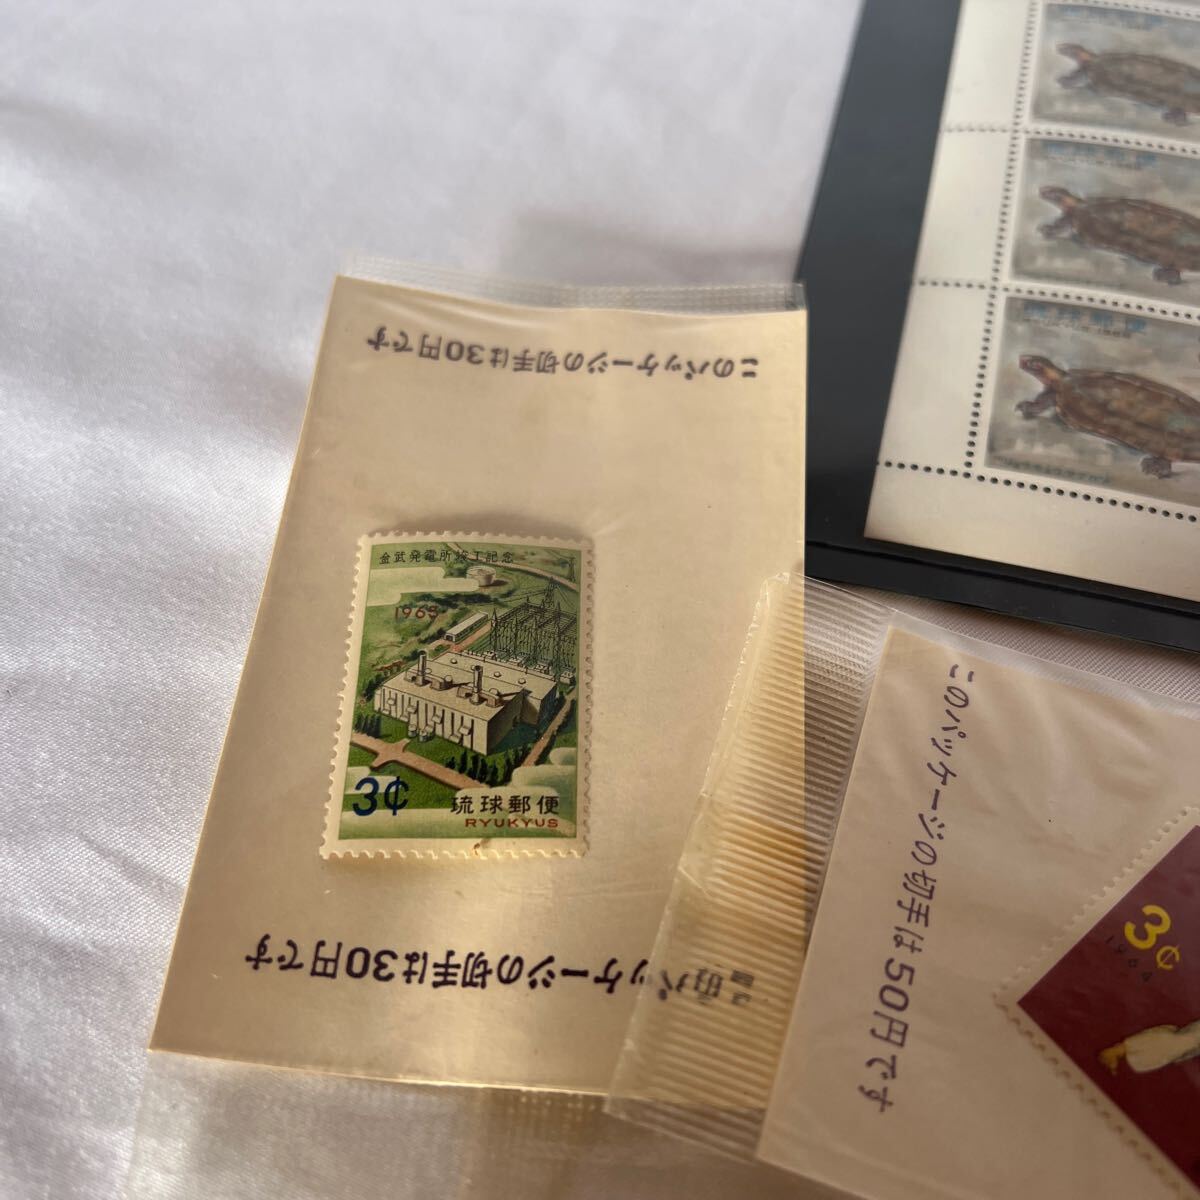 このパッケージの切手は30円です
金武発電所竣工記念
1965
3¢
琉球郵便
RYUKYUS
このパッケージの切手は30円です
このパッケージの切手は50円です
3¢
1964